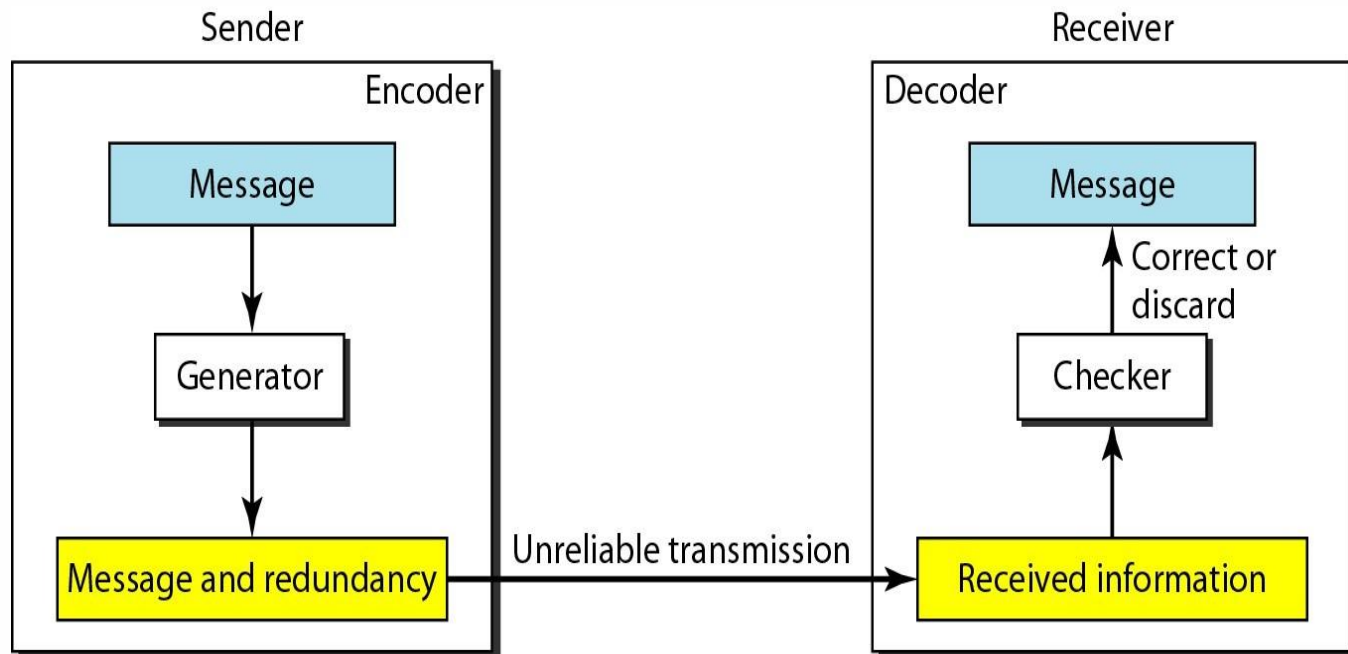 Sender
Encoder
Message
Generator
Message and redundancy
Unreliable transmission
Receiver
Decoder
Message
Correct or
discard
Checker
Received information